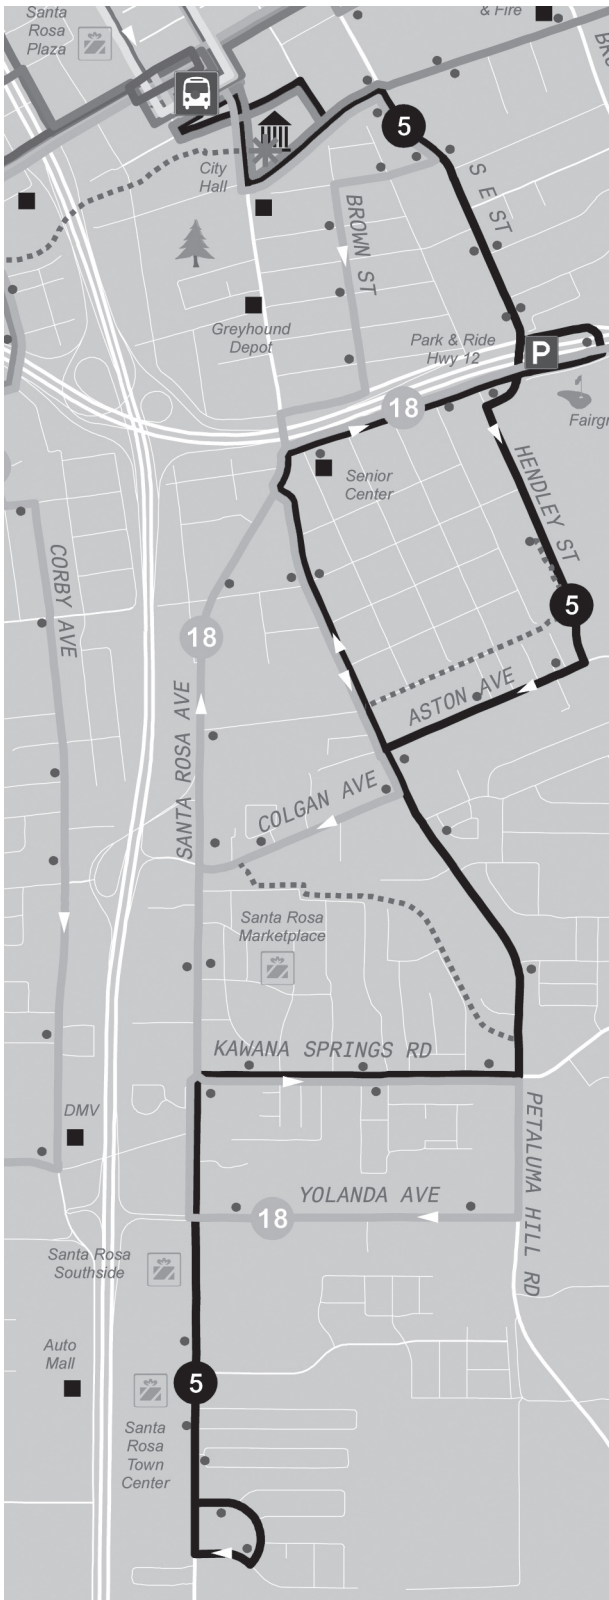 Santa
Rosa
Plaza
& Fire
5
City
Hall
S E ST
BROWN ST
Greyhound
Depot
Park & Ride
Hwy 12
P
18
Senior
Center
HENDLEY ST
CORBY AVE
5
18
SANTA ROSA AVE
ASTON AVE
COLGAN AVE
Santa Rosa
Marketplace
KAWANA SPRINGS RD
DMV
PETALUMA HILL RD
YOLANDA AVE
18
Santa Rosa
Southside
Auto
Mall
5
Santa
Rosa
Town
Center